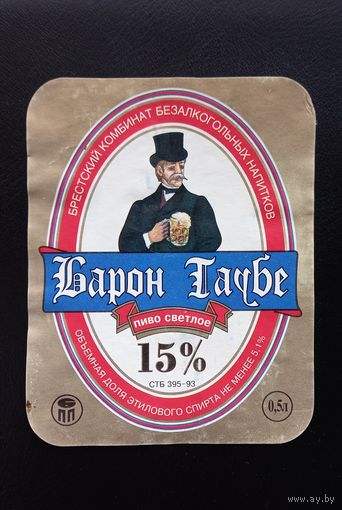 БРЕСТСКИЙ КОМБИНАТ БЕЗАЛКОГОЛЬНЫХ НАПИТКОВ
Барон Таубе
ПИВО СВЕТЛОЕ
15%
СТБ 395-93
ОБЪЕМНАЯ ДОЛЯ ЭТИЛОВОГО СПИРТА НЕ МЕНЕЕ 5,1%
0,5л
www.ay.by